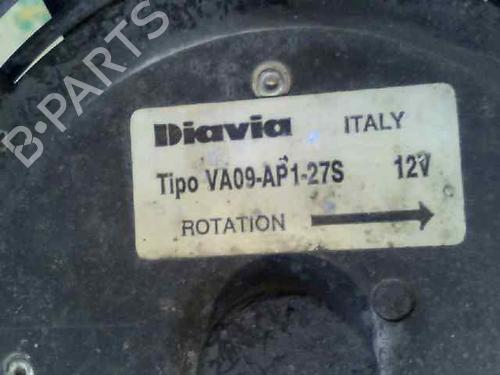 B-PARTS
Diavia ITALY
Tipo VA09-AP1-27S 12V
ROTATION